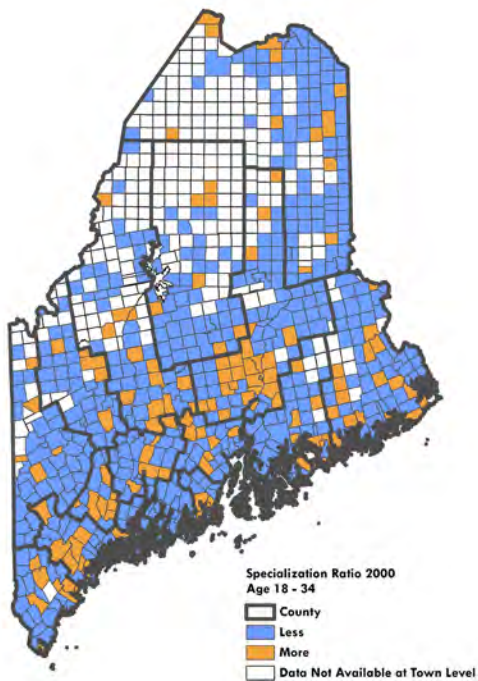 Specialization Ratio 2000
Age 18 - 34
County
Less
More
Data Not Available at Town Level